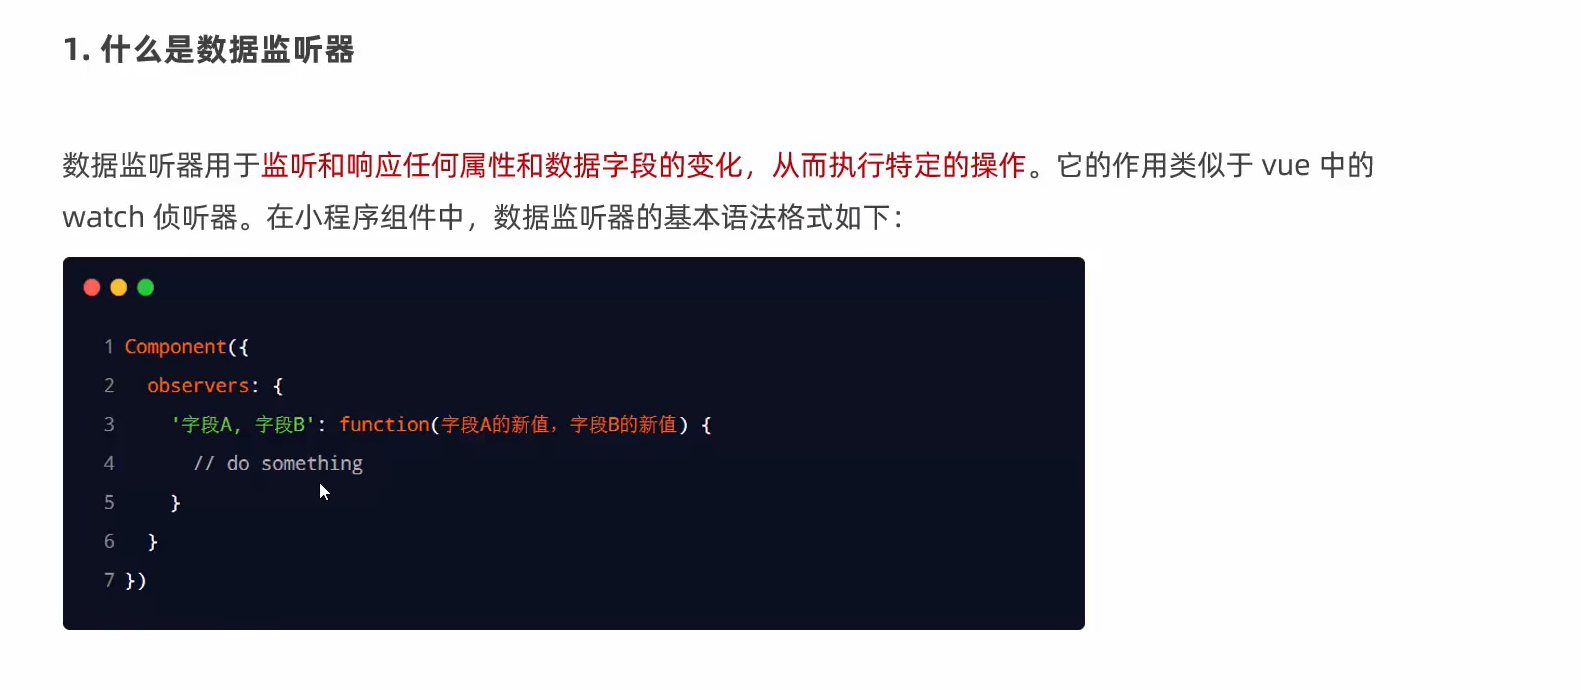 1. 什么是数据监听器
数据监听器用于监听和响应任何属性和数据字段的变化，从而执行特定的操作。它的作用类似于 vue 中的
watch 侦听器。在小程序组件中，数据监听器的基本语法格式如下：
1 Component({
2   observers: {
3     '字段A, 字段B': function(字段A的新值, 字段B的新值) {
4       // do something
5     }
6   }
7 })